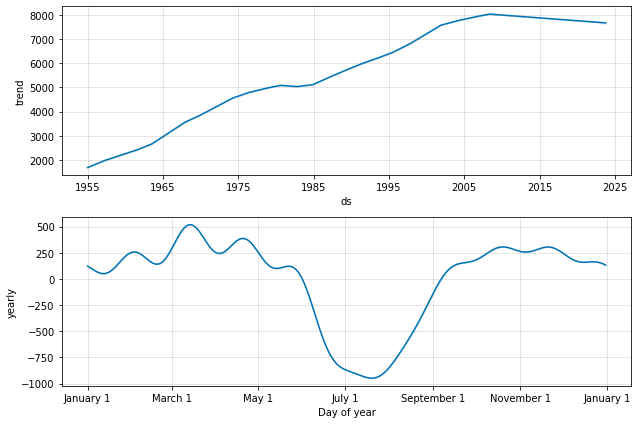 8000
7000
6000
5000
4000
3000
2000
trend
1955 1965 1975 1985 1995 2005 2015 2025
ds
500
250
0
−250
−500
−750
−1000
yearly
January 1 March 1 May 1 July 1 September 1 November 1 January 1
Day of year